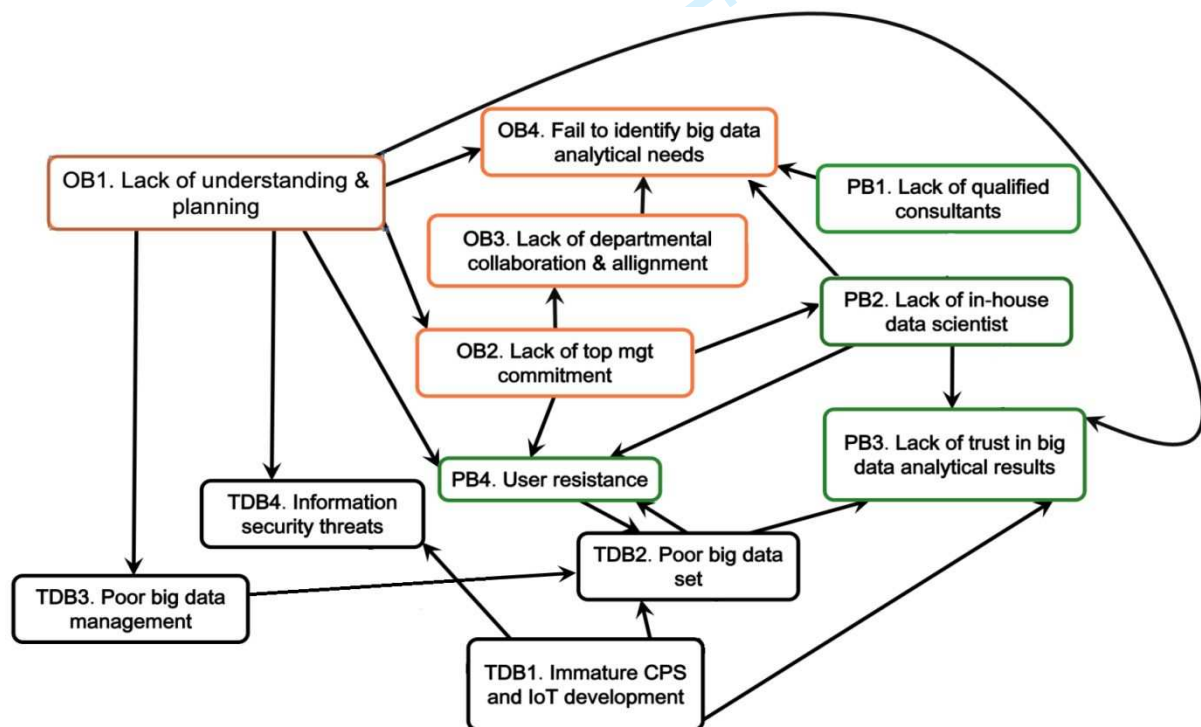 OB4. Fail to identify big data
analytical needs
OB1. Lack of understanding &
planning
PB1. Lack of qualified
consultants
OB3. Lack of departmental
collaboration & allignment
PB2. Lack of in-house
data scientist
OB2. Lack of top mgt
commitment
PB3. Lack of trust in big
data analytical results
PB4. User resistance
TDB4. Information
security threats
TDB2. Poor big data
set
TDB3. Poor big data
management
TDB1. Immature CPS
and IoT development